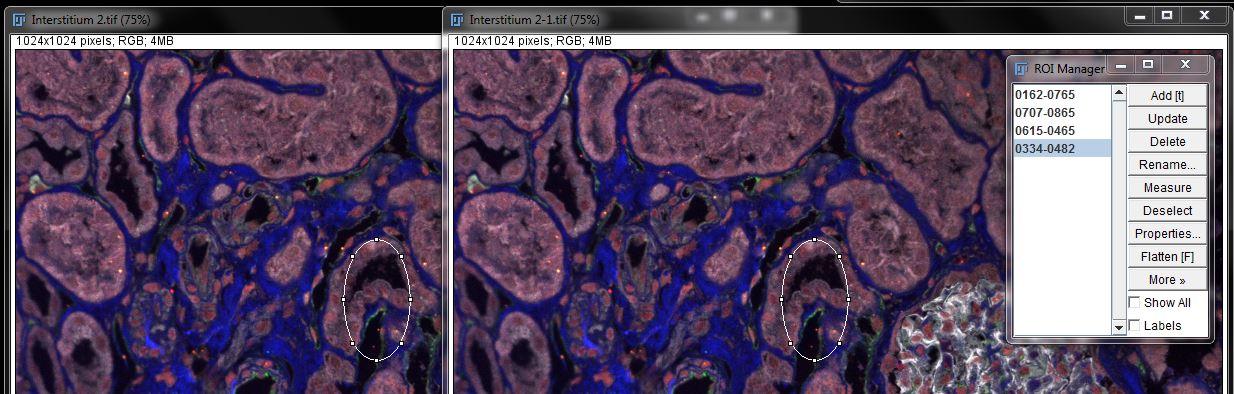 Interstitium 2.tif (75%)
1024x1024 pixels; RGB; 4MB
Interstitium 2-1.tif (75%)
1024x1024 pixels; RGB; 4MB
ROI Manager
0162-0765
0707-0865
0615-0465
0334-0482
Add [t]
Update
Delete
Rename...
Measure
Deselect
Properties...
Flatten [F]
More »
Show All
Labels